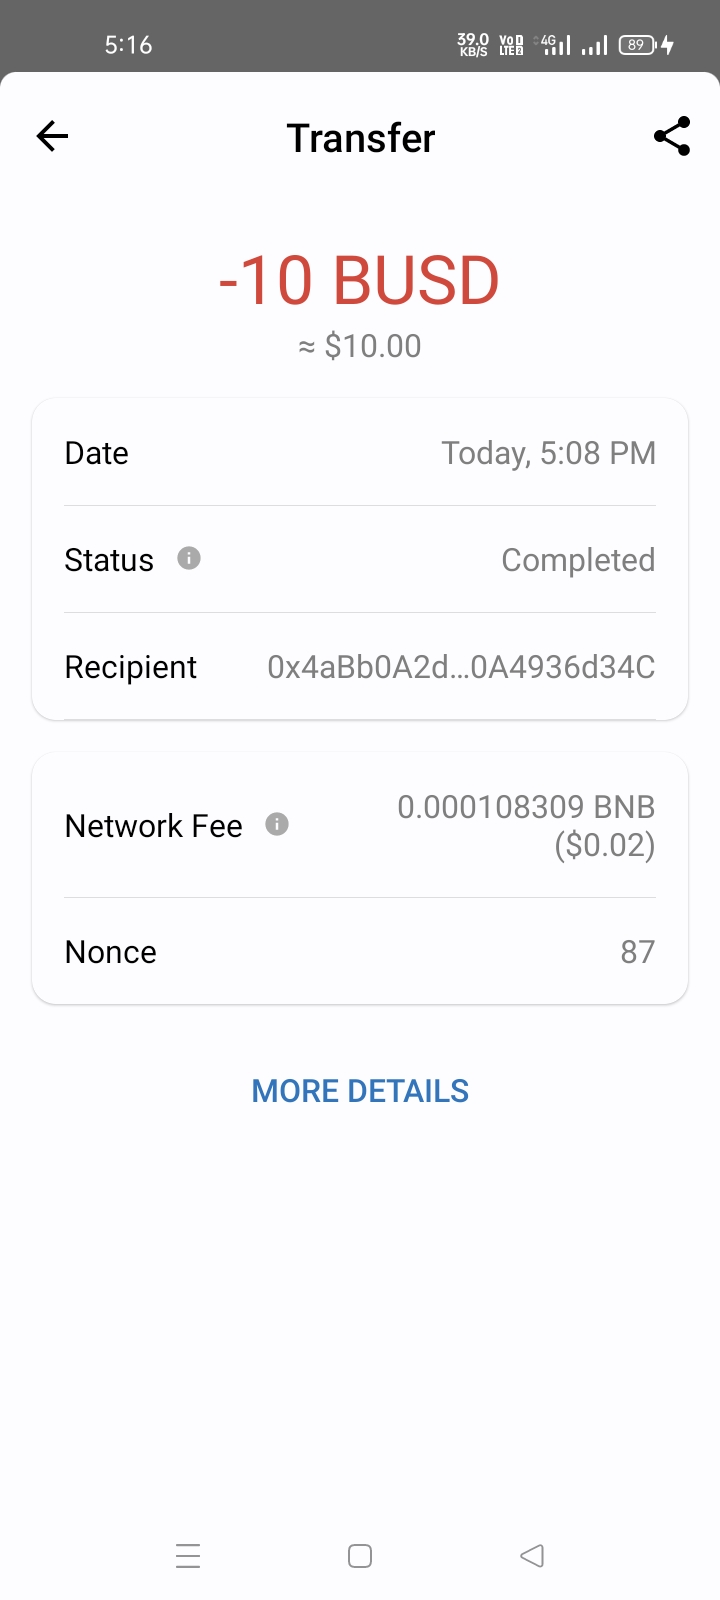 5:16
39.0 KB/S VoD LTE2 4G 89
Transfer
-10 BUSD
≈ $10.00
Date Today, 5:08 PM
Status Completed
Recipient 0x4aBb0A2d...0A4936d34C
Network Fee 0.000108309 BNB
($0.02)
Nonce 87
MORE DETAILS